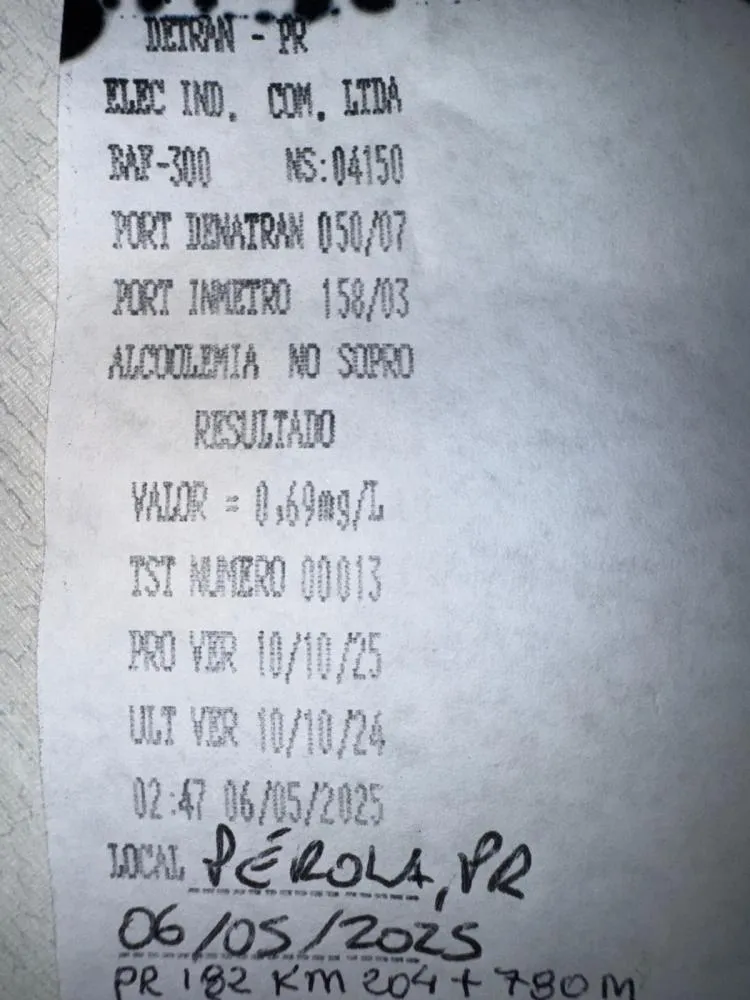 DETRAN - PR
ELEC IND. COM. LTDA
BAF-300 NS:04150
PORT DENATRAN 050/07
PORT INMETRO 158/03
ALCOOLEMIA NO SOPRO
RESULTADO
VALOR = 0,69mg/L
TST NUMERO 00013
PRO VER 10/10/25
ULT VER 10/10/24
02:47 06/05/2025
LOCAL PÉROLA, PR
06/05/2025
PR 182 KM 204 + 780 M